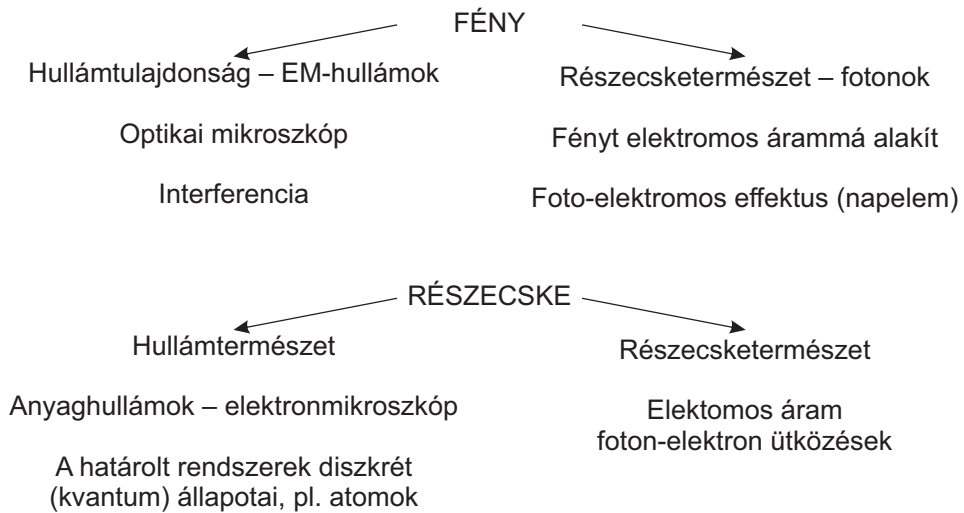 FÉNY
Hullámtulajdonság – EM-hullámok
Optikai mikroszkóp
Interferencia
Részecsketermészet – fotonok
Fényt elektromos árammá alakít
Foto-elektromos effektus (napelem)
RÉSZECSKE
Hullámtermészet
Anyaghullámok – elektronmikroszkóp
A határolt rendszerek diszkrét
(kvantum) állapotai, pl. atomok
Részecsketermészet
Elektomos áram
foton-elektron ütközések